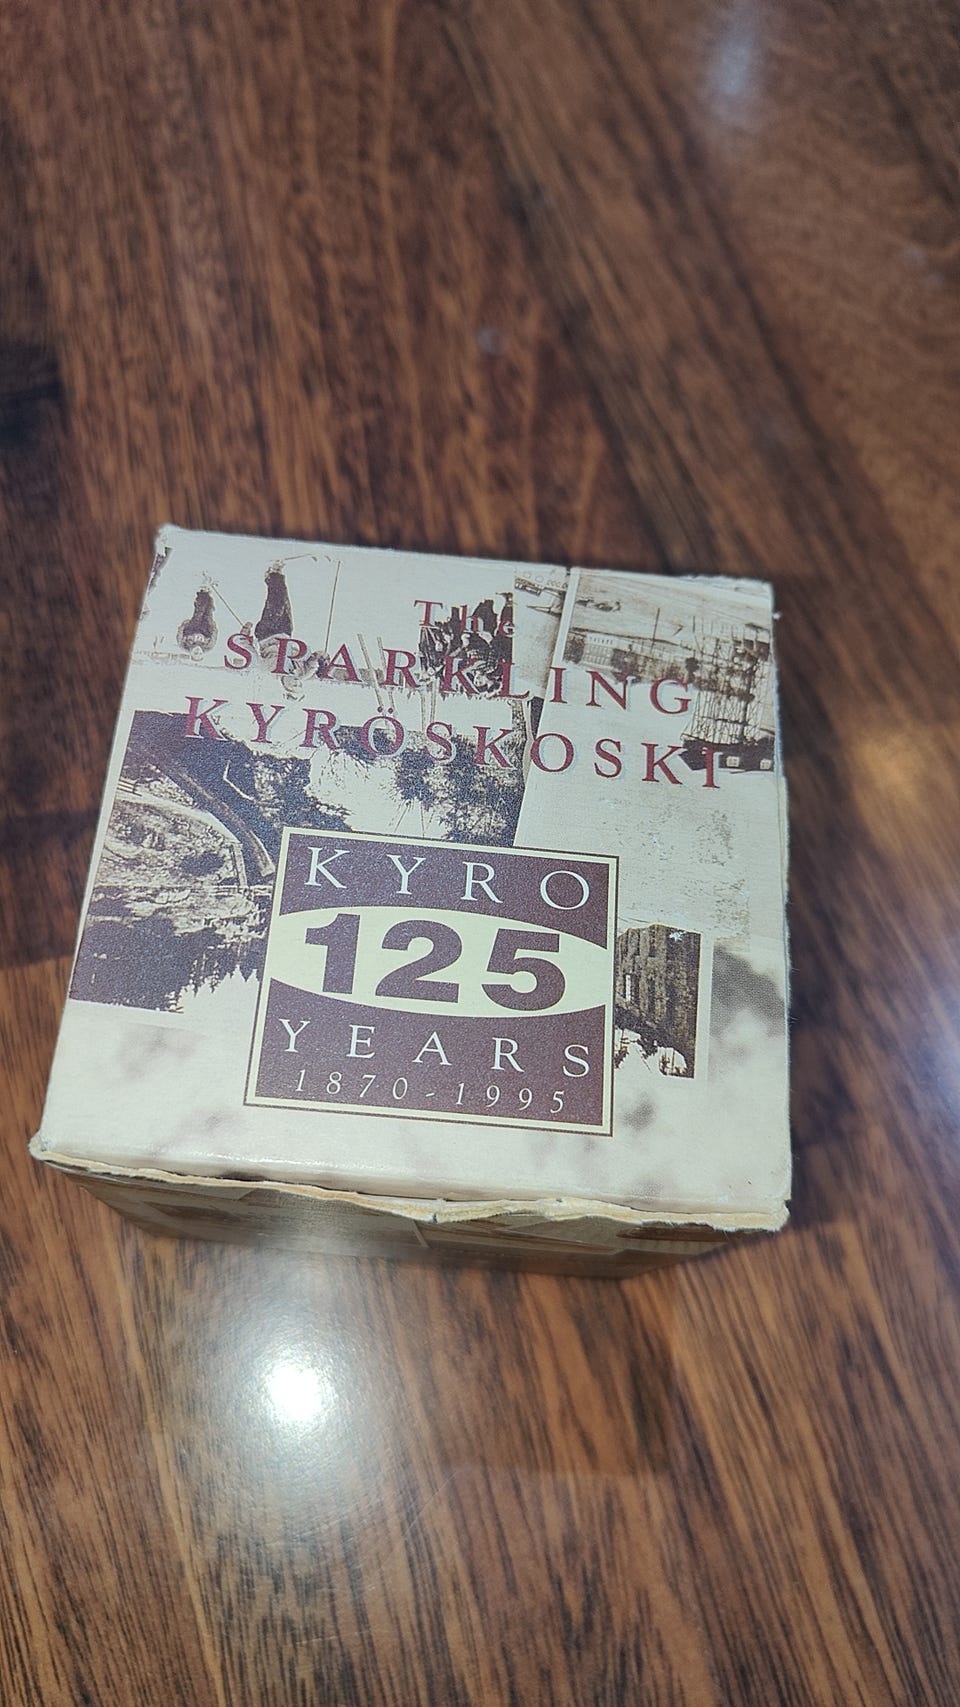 The
SPARKLING
KYRÖSKOSKI
KYRO
125
YEARS
1870-1995